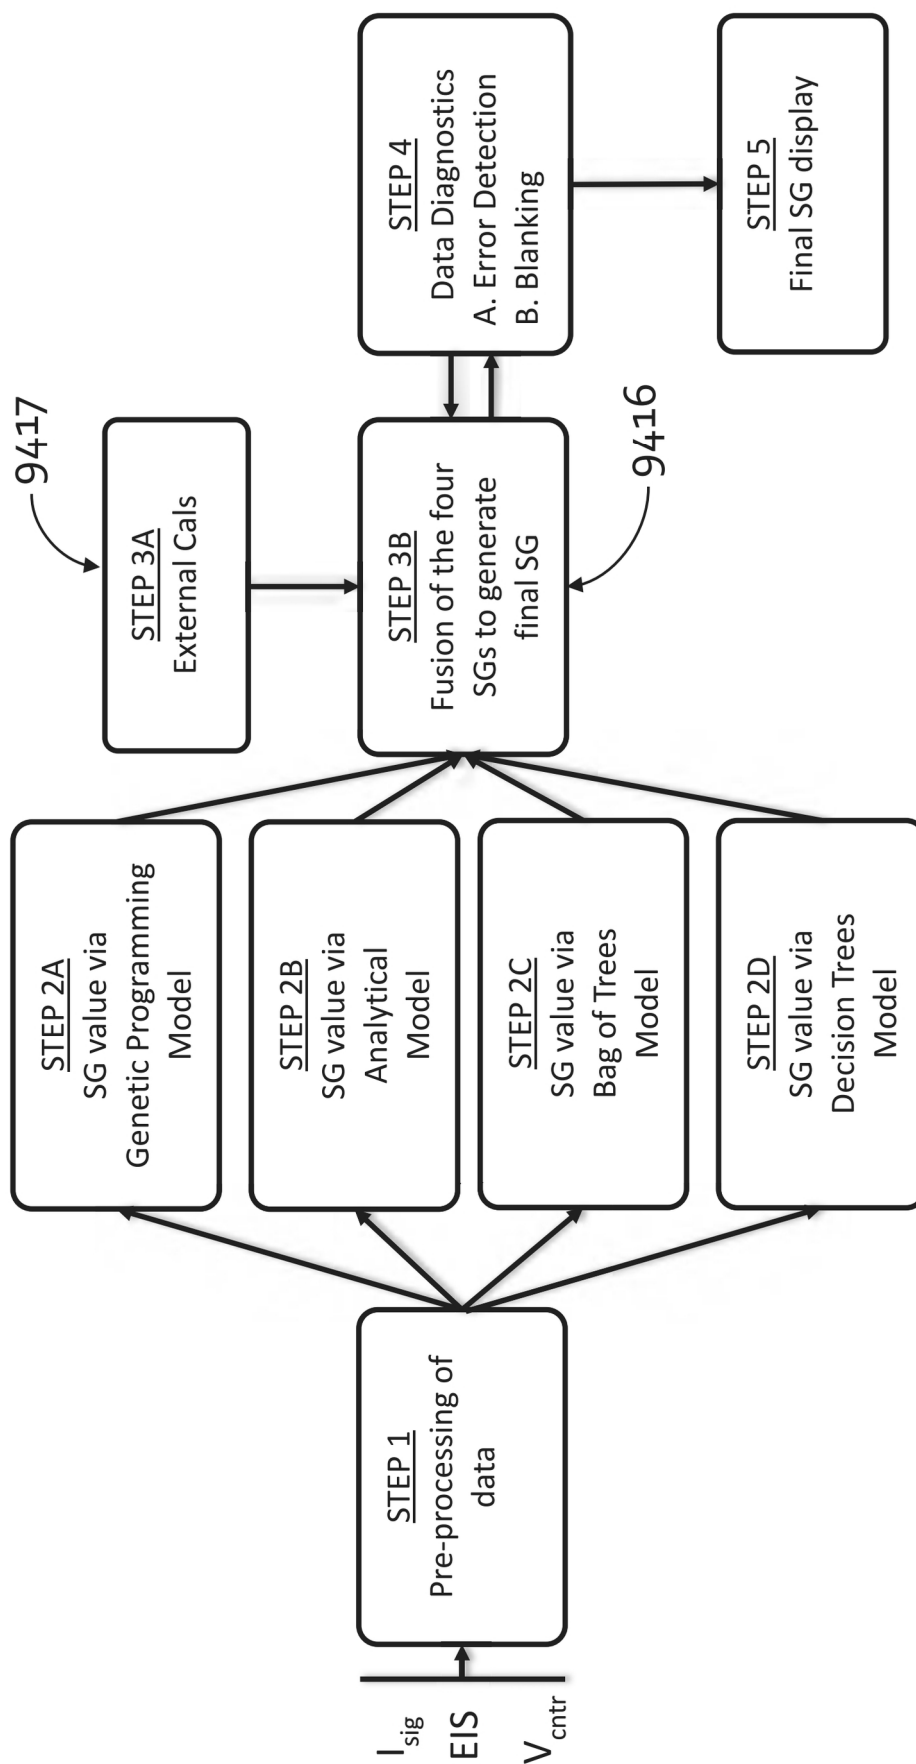 I sig
EIS
V cntr
STEP 1
Pre-processing of
data
STEP 2A
SG value via
Genetic Programming
Model
STEP 2B
SG value via
Analytical
Model
STEP 2C
SG value via
Bag of Trees
Model
STEP 2D
SG value via
Decision Trees
Model
STEP 3A
External Cals
9417
STEP 3B
Fusion of the four
SGs to generate
final SG
9416
STEP 4
Data Diagnostics
A. Error Detection
B. Blanking
STEP 5
Final SG display